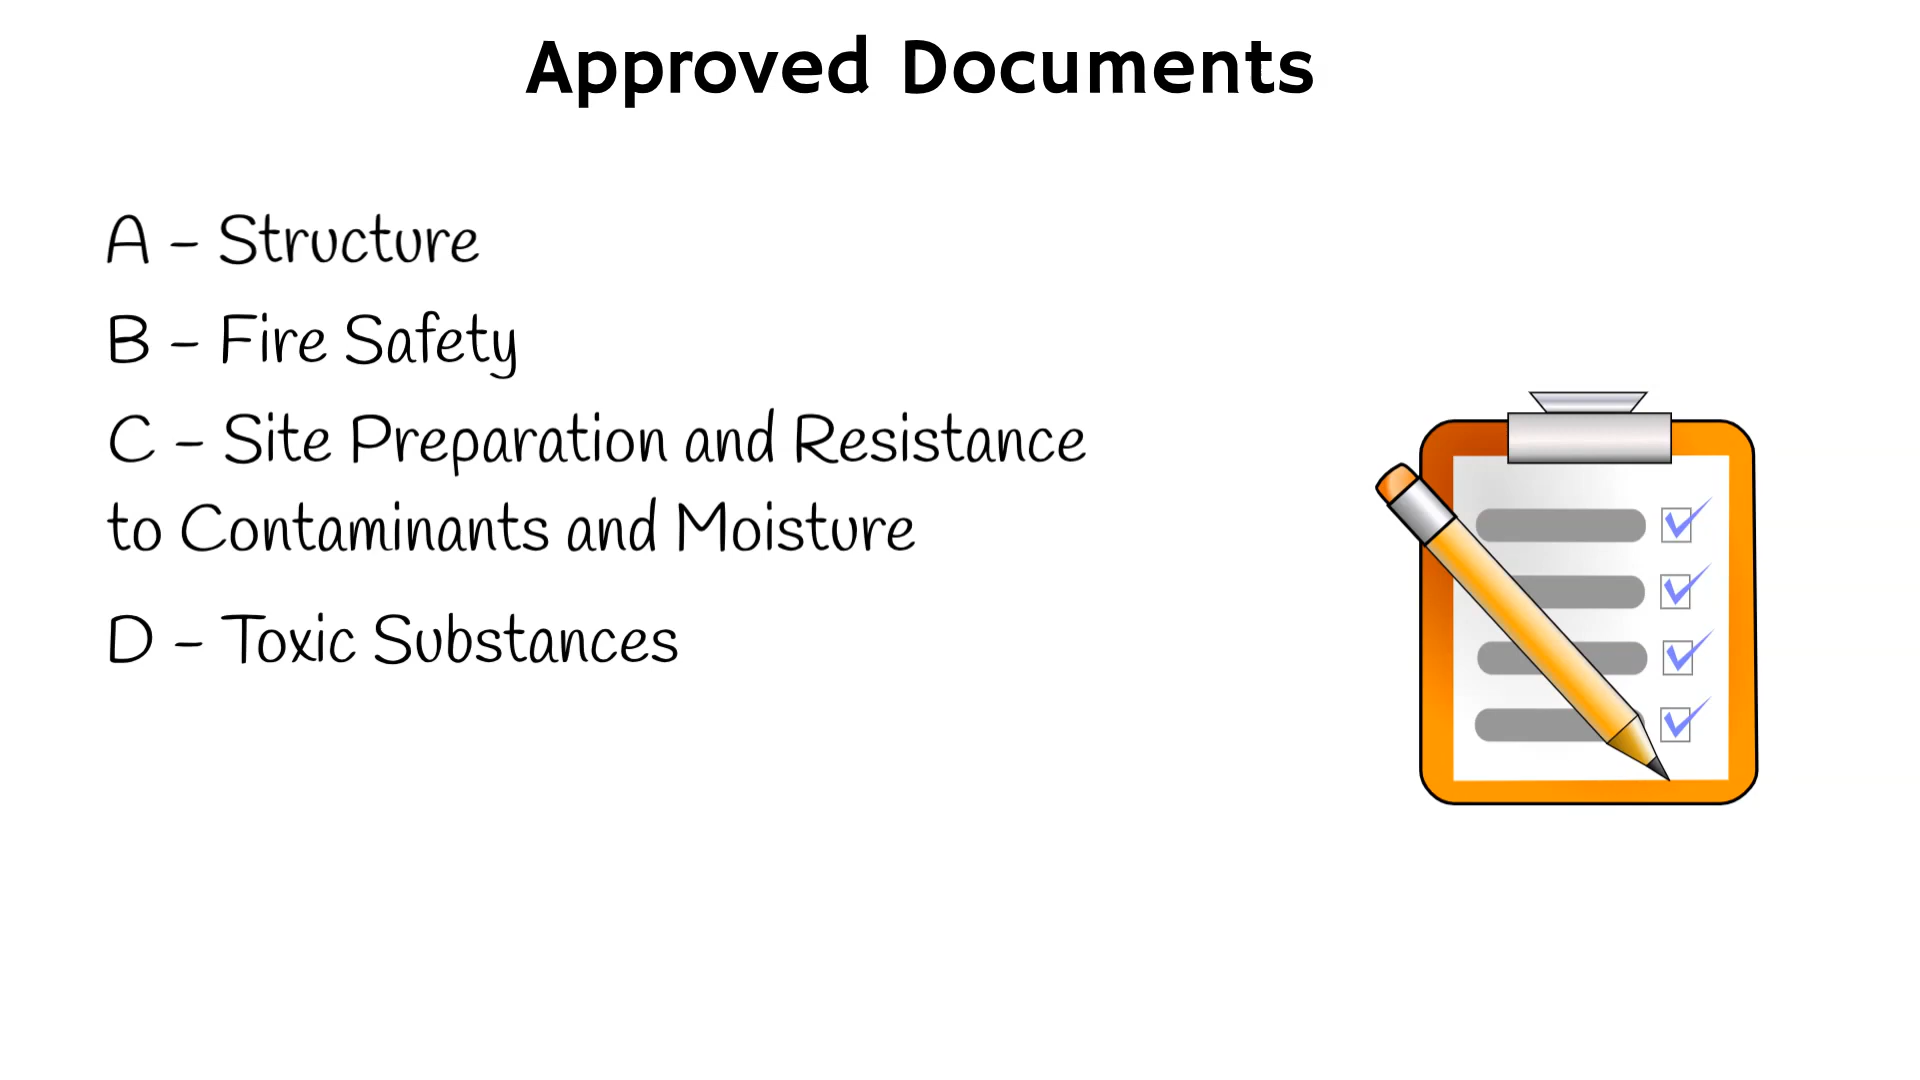 Approved Documents
A - Structure
B - Fire Safety
C - Site Preparation and Resistance
to Contaminants and Moisture
D - Toxic Substances